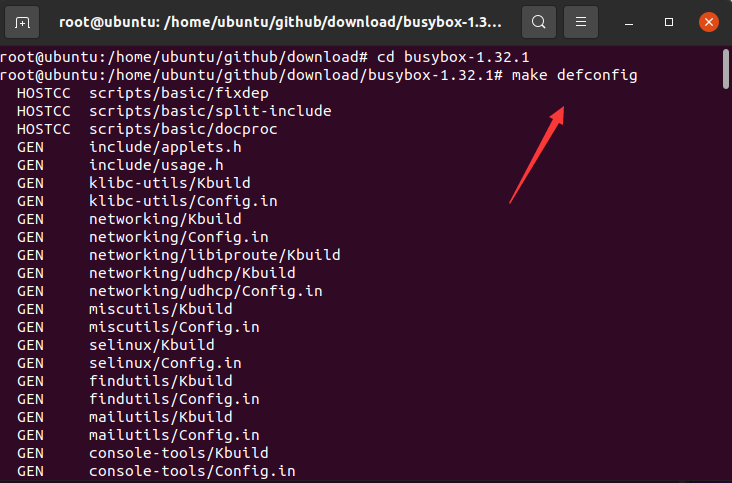 root@ubuntu: /home/ubuntu/github/download/busybox-1.3...
root@ubuntu:/home/ubuntu/github/download# cd busybox-1.32.1
root@ubuntu:/home/ubuntu/github/download/busybox-1.32.1# make defconfig
  HOSTCC  scripts/basic/fixdep
  HOSTCC  scripts/basic/split-include
  HOSTCC  scripts/basic/docproc
  GEN     include/applets.h
  GEN     include/usage.h
  GEN     klibc-utils/Kbuild
  GEN     klibc-utils/Config.in
  GEN     networking/Kbuild
  GEN     networking/Config.in
  GEN     networking/libiproute/Kbuild
  GEN     networking/udhcp/Kbuild
  GEN     networking/udhcp/Config.in
  GEN     miscutils/Kbuild
  GEN     miscutils/Config.in
  GEN     selinux/Kbuild
  GEN     selinux/Config.in
  GEN     findutils/Kbuild
  GEN     findutils/Config.in
  GEN     mailutils/Kbuild
  GEN     mailutils/Config.in
  GEN     console-tools/Kbuild
  GEN     console-tools/Config.in